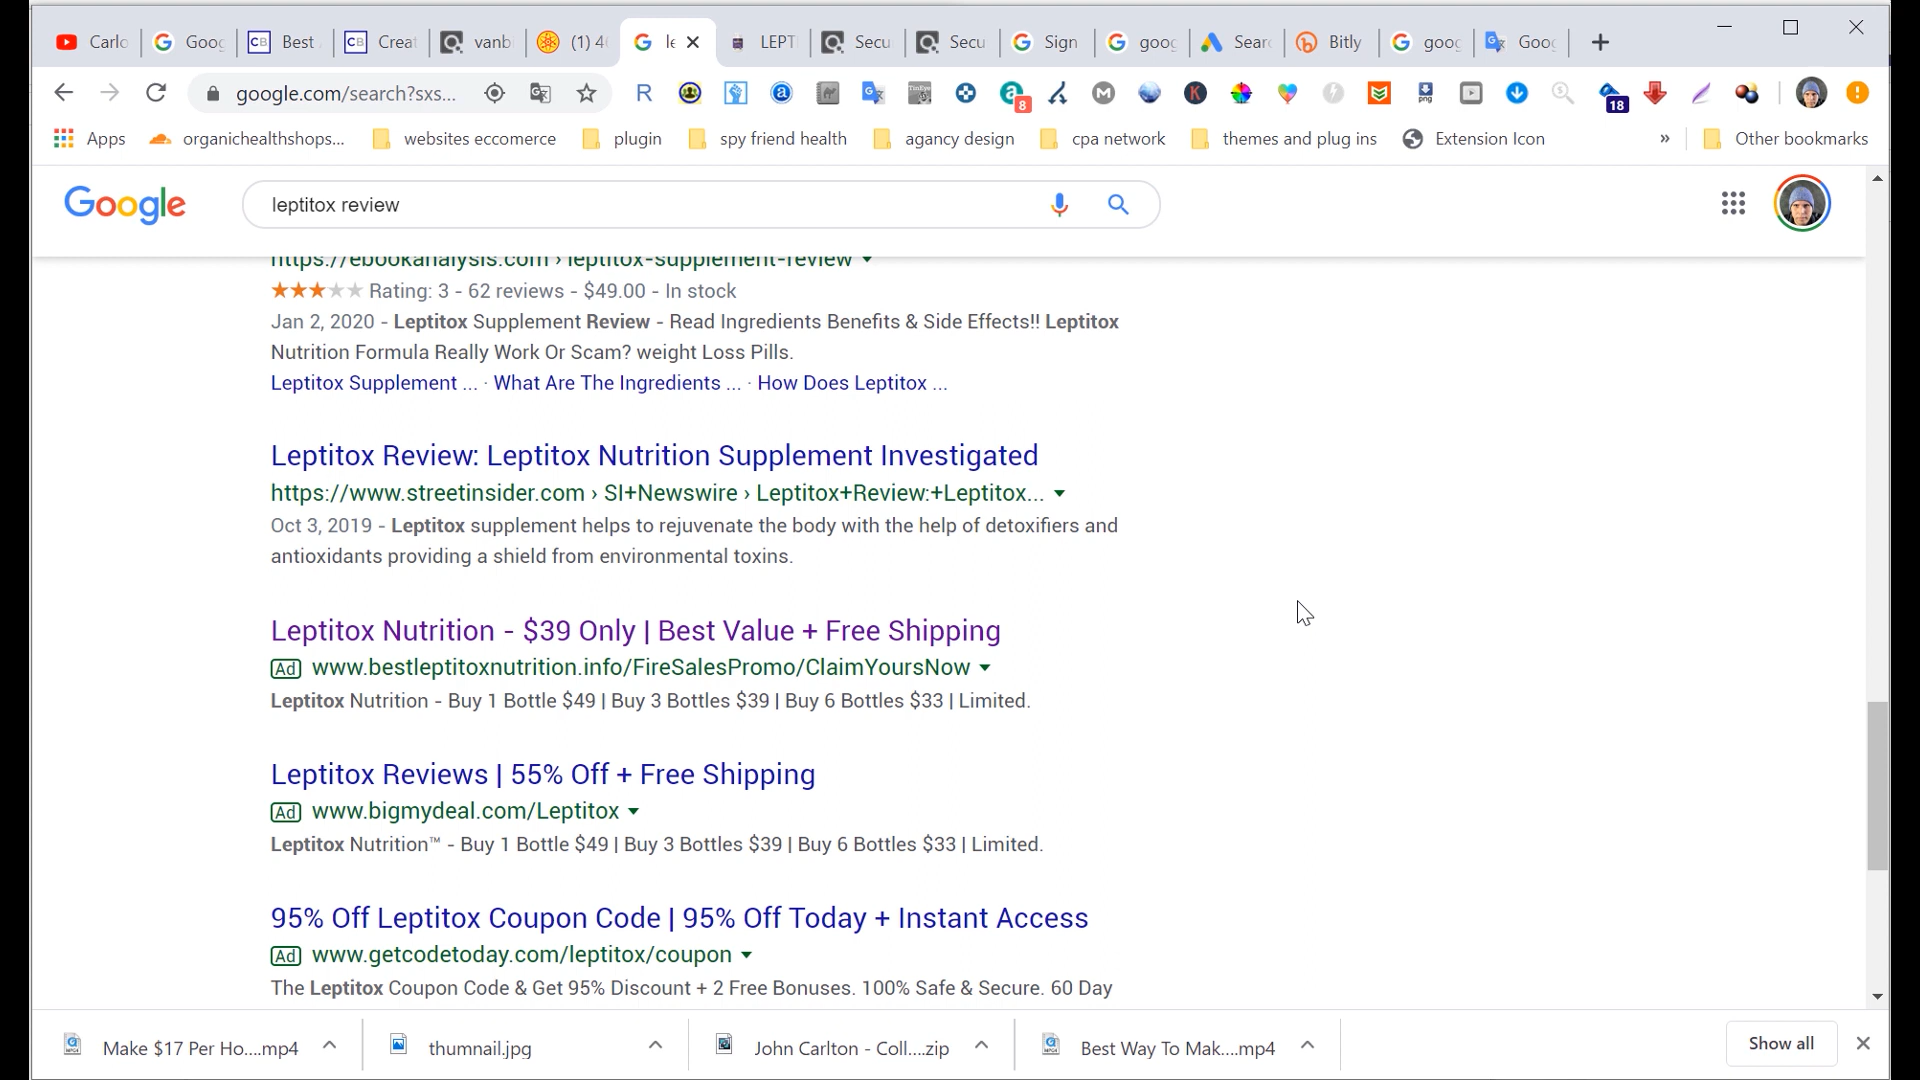 Carlo
Goog
Best
Creat
vanb
(1) 4
le
LEPT
Secu
Secu
Sign
goog
Sear
Bitly
goog
Goog
google.com/search?sxs...
8
18
Apps
organichealthshops...
websites eccomerce
plugin
spy friend health
agancy design
cpa network
themes and plug ins
Extension Icon
»
Other bookmarks
Google
leptitox review
https://ebookanalysis.com › leptitox-supplement-review
Rating: 3 - 62 reviews - $49.00 - In stock
Jan 2, 2020 - Leptitox Supplement Review - Read Ingredients Benefits & Side Effects!! Leptitox
Nutrition Formula Really Work Or Scam? weight Loss Pills.
Leptitox Supplement ... · What Are The Ingredients ... · How Does Leptitox ...
Leptitox Review: Leptitox Nutrition Supplement Investigated
https://www.streetinsider.com › SI+Newswire › Leptitox+Review:+Leptitox...
Oct 3, 2019 - Leptitox supplement helps to rejuvenate the body with the help of detoxifiers and
antioxidants providing a shield from environmental toxins.
Leptitox Nutrition - $39 Only | Best Value + Free Shipping
Ad www.bestleptitoxnutrition.info/FireSalesPromo/ClaimYoursNow
Leptitox Nutrition - Buy 1 Bottle $49 | Buy 3 Bottles $39 | Buy 6 Bottles $33 | Limited.
Leptitox Reviews | 55% Off + Free Shipping
Ad www.bigmydeal.com/Leptitox
Leptitox Nutrition™ - Buy 1 Bottle $49 | Buy 3 Bottles $39 | Buy 6 Bottles $33 | Limited.
95% Off Leptitox Coupon Code | 95% Off Today + Instant Access
Ad www.getcodetoday.com/leptitox/coupon
The Leptitox Coupon Code & Get 95% Discount + 2 Free Bonuses. 100% Safe & Secure. 60 Day
Make $17 Per Ho....mp4
thumnail.jpg
John Carlton - Coll....zip
Best Way To Mak....mp4
Show all